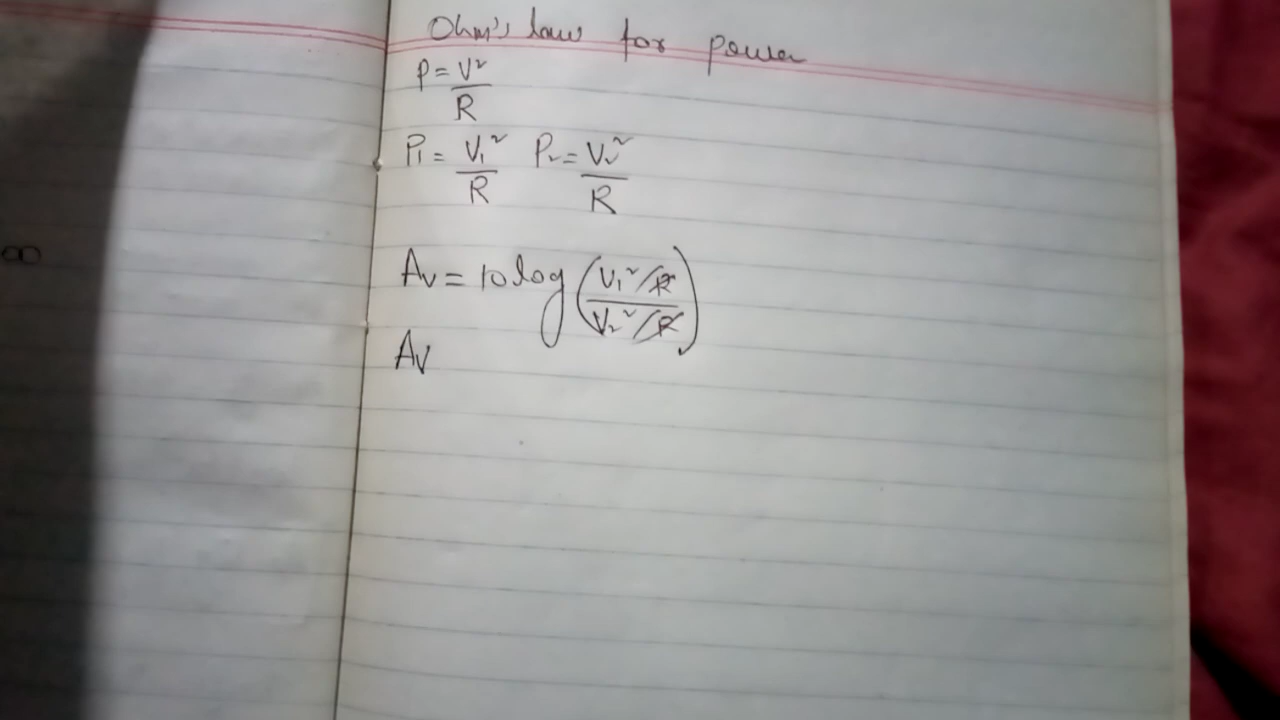 Ohm's law for power
P = V²/R
P₁ = V₁²/R P₂ = V₂²/R
Aᵥ = 10 log (V₁²/R / V₂²/R)
Aᵥ
∞